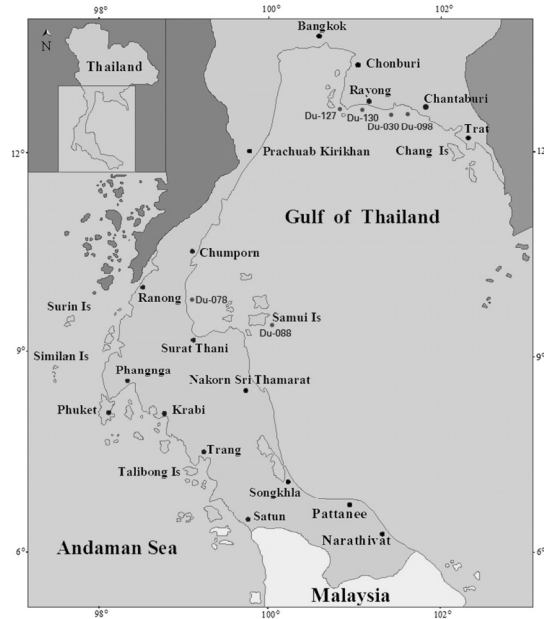 98°
100°
102°
N
Thailand
Bangkok
Chonburi
Rayong
Chantaburi
Du-127
Du-130
Du-030
Du-098
Trat
Chang Is
12°
Prachuab Kirikhan
12°
Gulf of Thailand
Chumporn
Ranong
Du-078
Surin Is
Samui Is
Du-088
Surat Thani
9°
9°
Similan Is
Phangnga
Nakorn Sri Thamarat
Phuket
Krabi
Trang
Talibong Is
Songkhla
Pattanee
Satun
Narathivat
6°
Andaman Sea
6°
Malaysia
98°
100°
102°